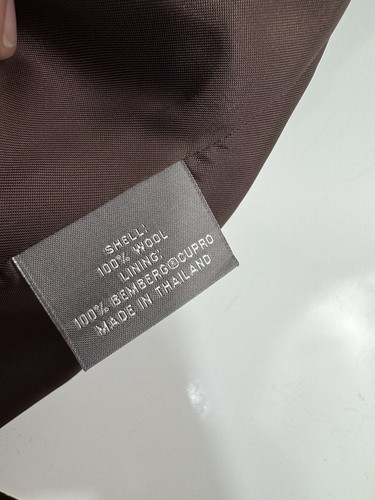 SHELL:
100% WOOL
LINING:
100% BEMBERG®CUPRO
MADE IN THAILAND